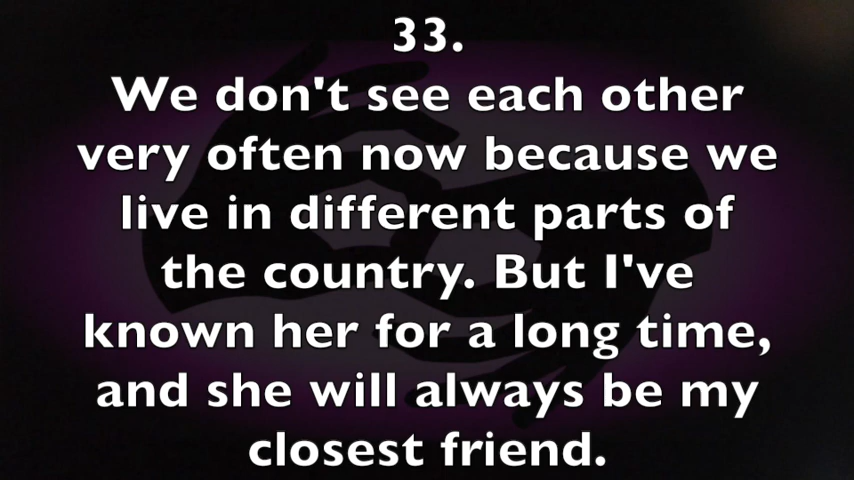 33.
We don't see each other
very often now because we
live in different parts of
the country. But I've
known her for a long time,
and she will always be my
closest friend.